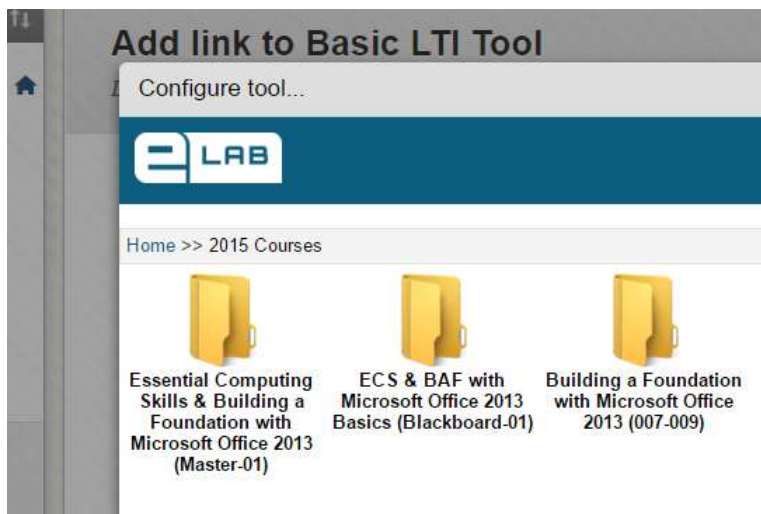 Add link to Basic LTI Tool
Configure tool...
e LAB
Home >> 2015 Courses
Essential Computing
Skills & Building a
Foundation with
Microsoft Office 2013
(Master-01)
ECS & BAF with
Microsoft Office 2013
Basics (Blackboard-01)
Building a Foundation
with Microsoft Office
2013 (007-009)